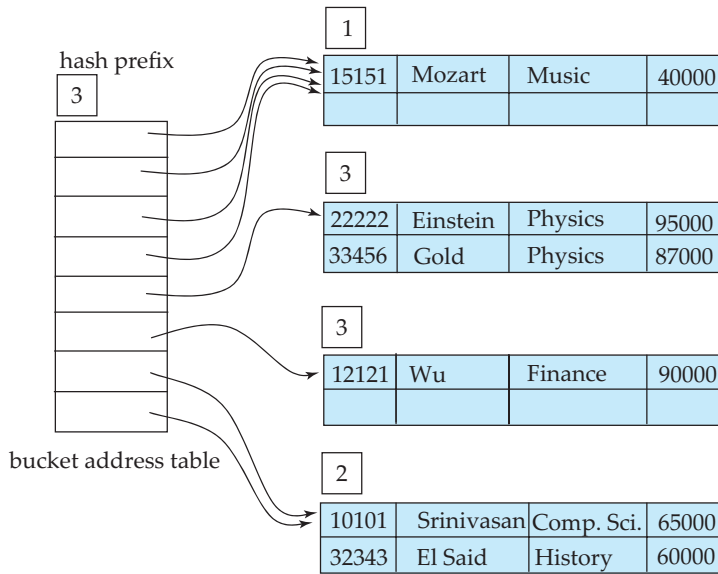 hash prefix
3
1
15151 Mozart Music 40000
3
22222 Einstein Physics 95000
33456 Gold Physics 87000
3
12121 Wu Finance 90000
bucket address table
2
10101 Srinivasan Comp. Sci. 65000
32343 El Said History 60000